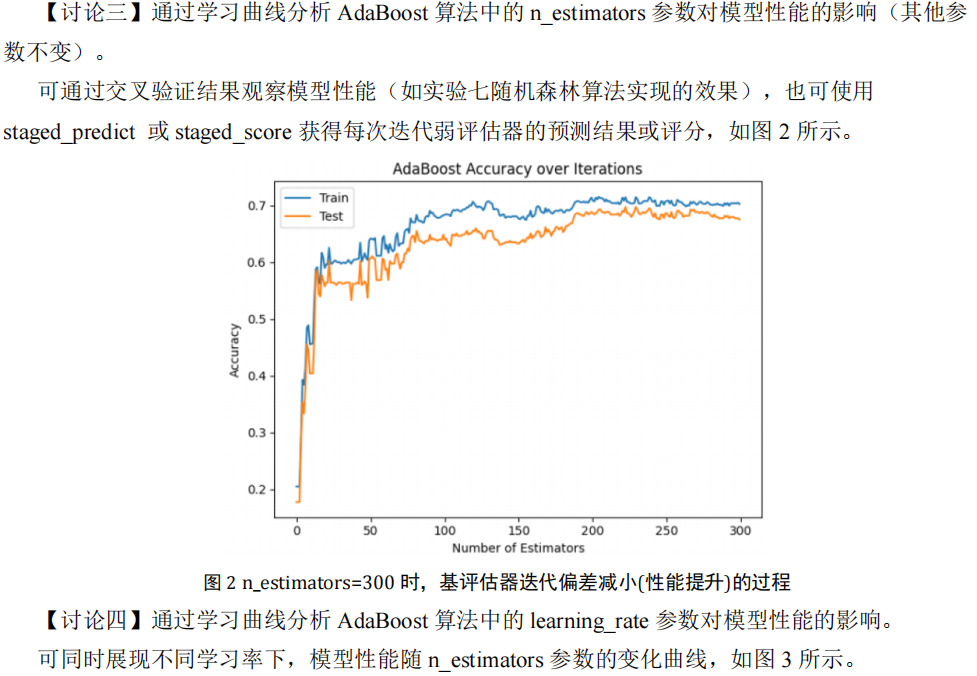 【讨论三】通过学习曲线分析 AdaBoost 算法中的 n_estimators 参数对模型性能的影响（其他参
数不变）。
可通过交叉验证结果观察模型性能（如实验七随机森林算法实现的效果），也可使用
staged_predict 或 staged_score 获得每次迭代弱评估器的预测结果或评分，如图 2 所示。
AdaBoost Accuracy over Iterations
Train
Test
0.7
0.6
0.5
0.4
0.3
0.2
Accuracy
0 50 100 150 200 250 300
Number of Estimators
图 2 n_estimators=300 时，基评估器迭代偏差减小(性能提升)的过程
【讨论四】通过学习曲线分析 AdaBoost 算法中的 learning_rate 参数对模型性能的影响。
可同时展现不同学习率下，模型性能随 n_estimators 参数的变化曲线，如图 3 所示。